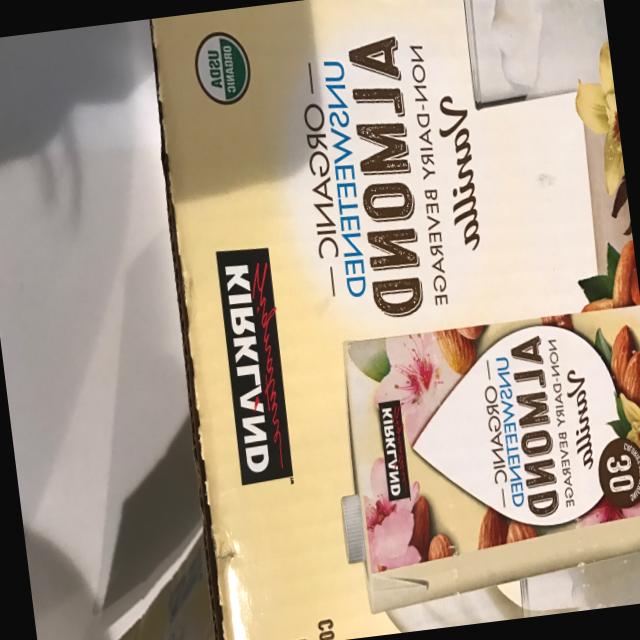 USDA
ORGANIC
KIRKLAND
Signature
— ORGANIC —
UNSWEETENED
ALMOND
NON-DAIRY BEVERAGE
Vanilla
KIRKLAND
— ORGANIC —
UNSWEETENED
ALMOND
NON-DAIRY BEVERAGE
Vanilla
30
CO